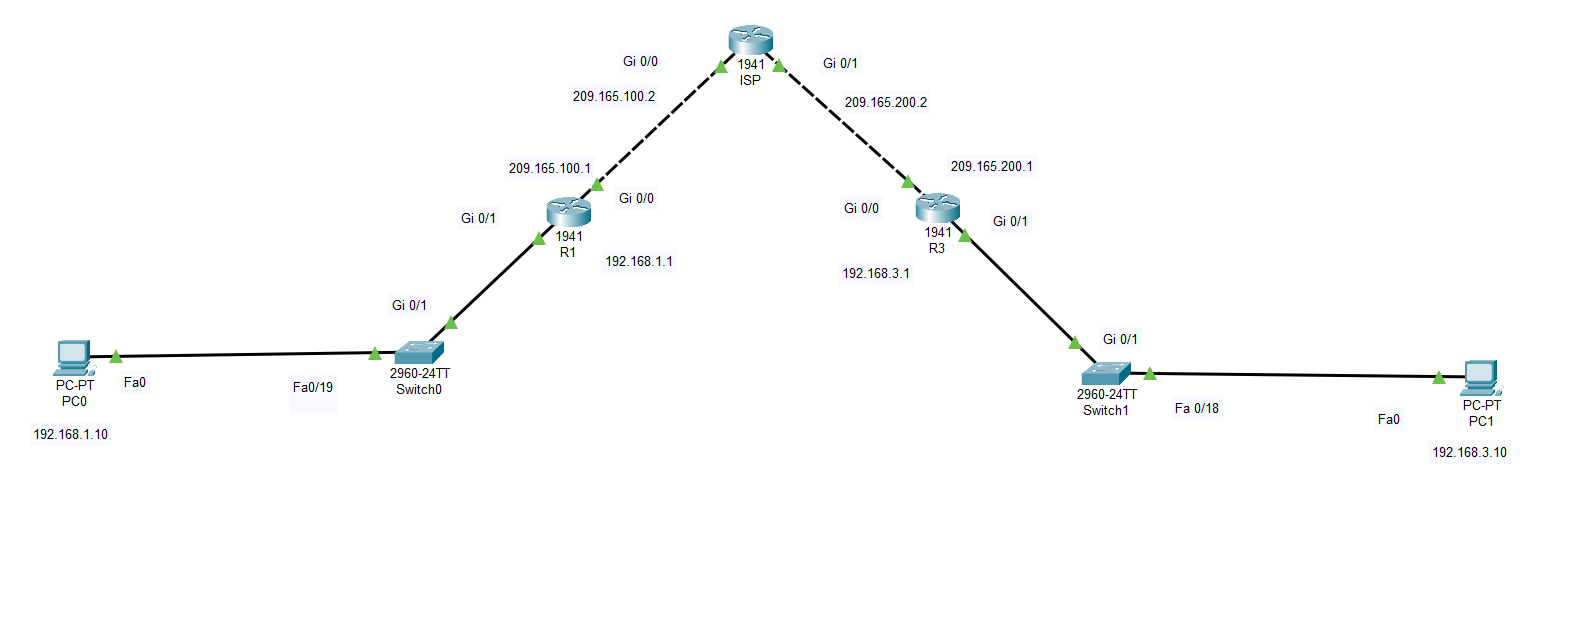 Gi 0/0
1941
ISP
Gi 0/1
209.165.100.2
209.165.200.2
209.165.100.1
209.165.200.1
Gi 0/0
Gi 0/1
1941
R1
192.168.1.1
Gi 0/0
Gi 0/1
1941
R3
192.168.3.1
Gi 0/1
Gi 0/1
PC-PT
PC0
Fa0
Fa0/19
2960-24TT
Switch0
192.168.1.10
2960-24TT
Switch1
Fa 0/18
Fa0
PC-PT
PC1
192.168.3.10